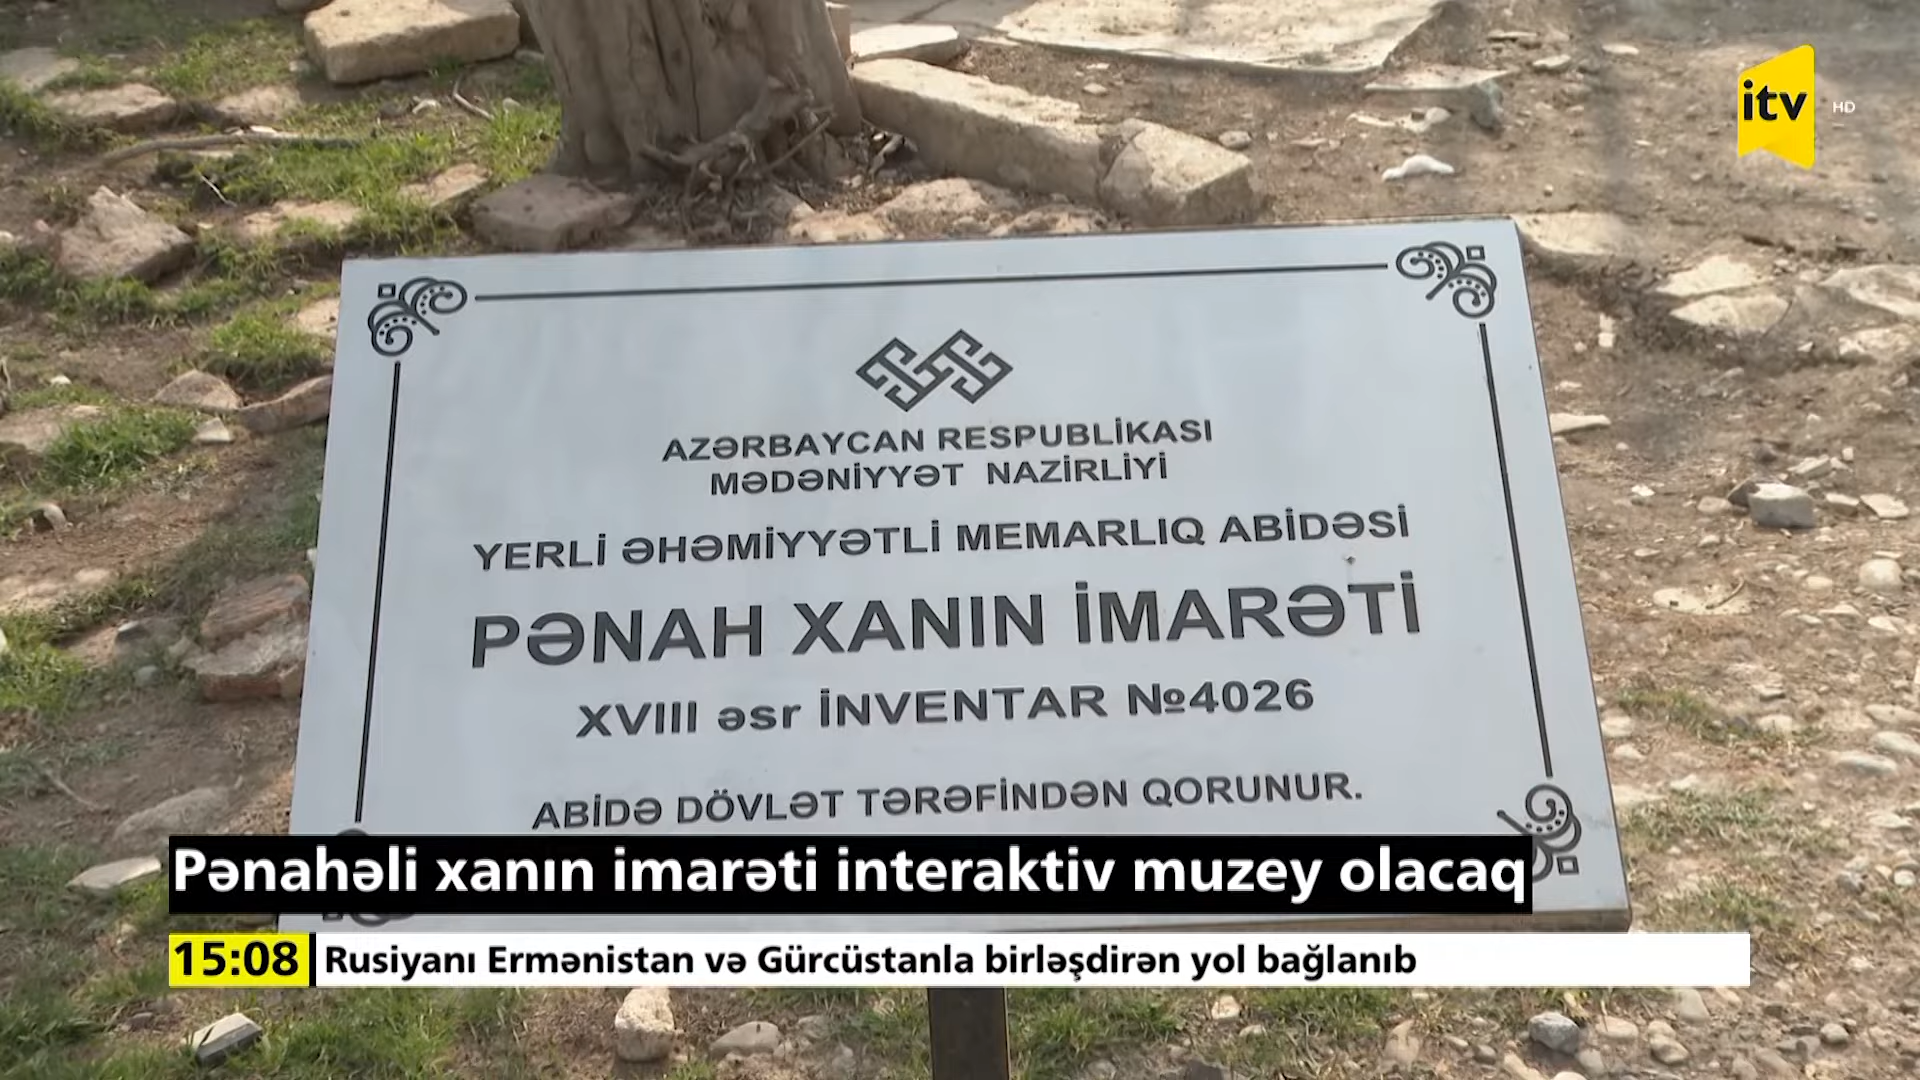 itv HD
AZƏRBAYCAN RESPUBLİKASI
MƏDƏNİYYƏT NAZİRLİYİ
YERLİ ƏHƏMİYYƏTLİ MEMARLIQ ABİDƏSİ
PƏNAH XANIN İMARƏTİ
XVIII əsr İNVENTAR №4026
ABİDƏ DÖVLƏT TƏRƏFİNDƏN QORUNUR.
Pənahəli xanın imarəti interaktiv muzey olacaq
15:08 Rusiyanı Ermənistan və Gürcüstanla birləşdirən yol bağlanıb